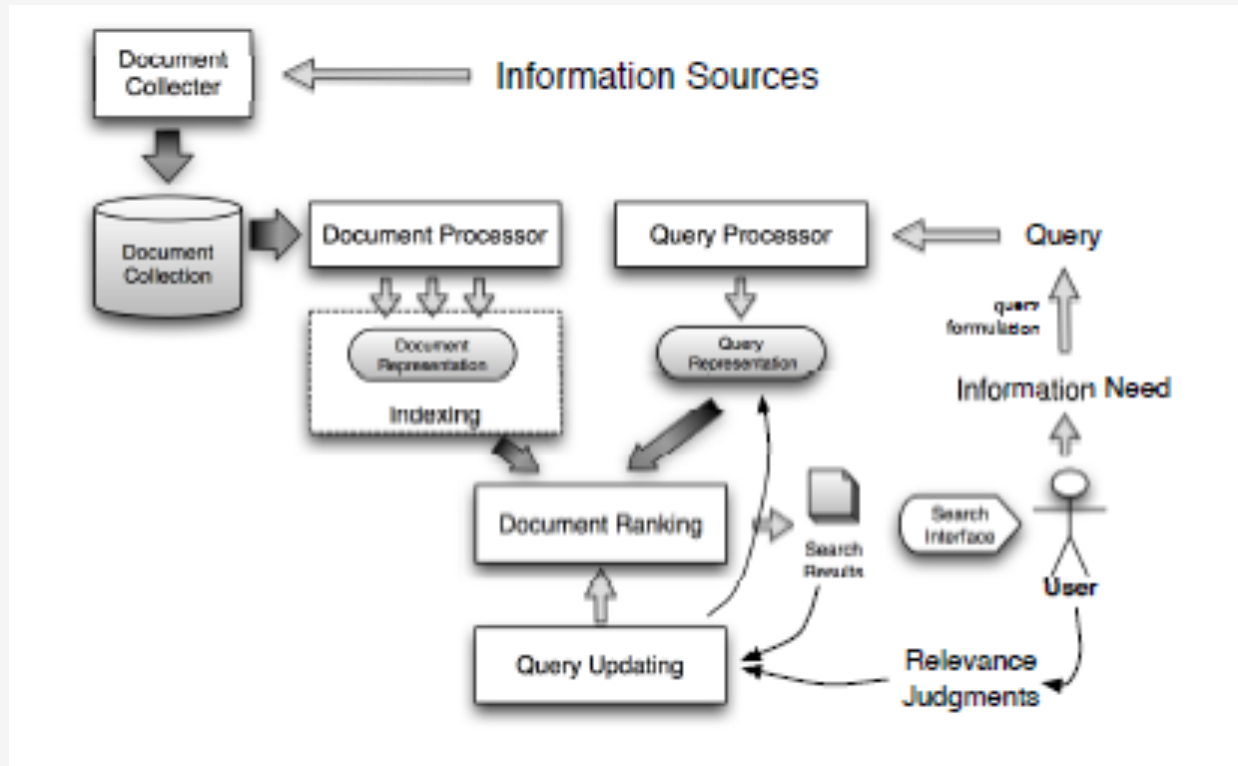 Document
Collecter
Information Sources
Document
Collection
Document Processor
Query Processor
Query
query
formulation
Document
Representation
Indexing
Query
Representation
Information Need
Document Ranking
Search
Results
Search
Interface
User
Query Updating
Relevance
Judgments